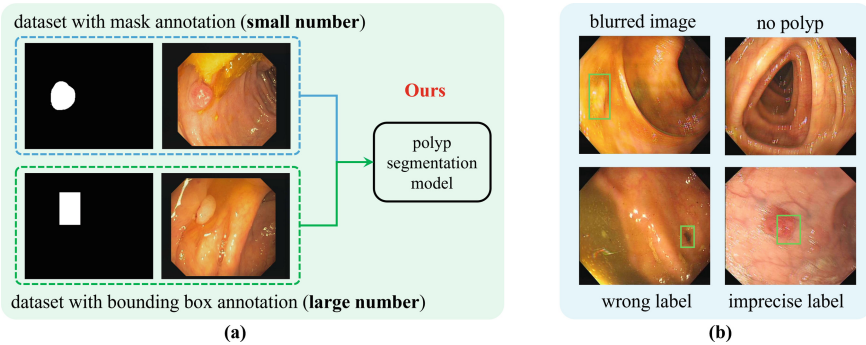 dataset with mask annotation (small number)
Ours
polyp
segmentation
model
dataset with bounding box annotation (large number)
(a)
blurred image
no polyp
wrong label
imprecise label
(b)